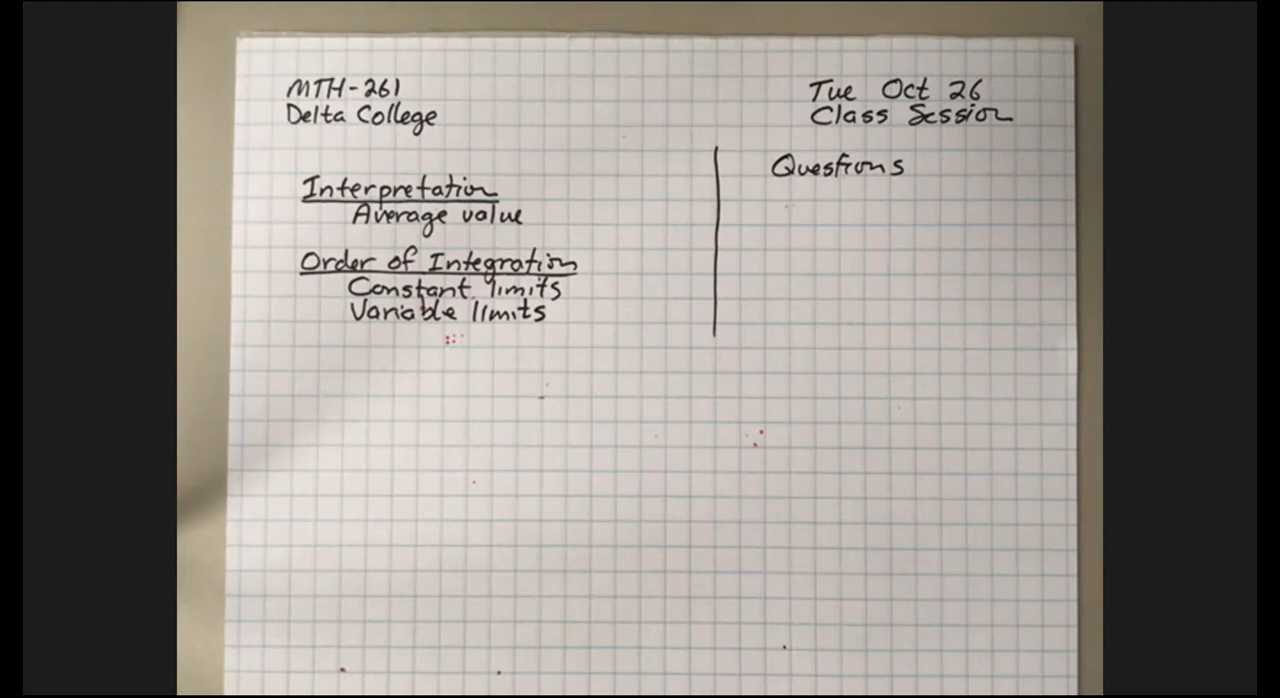 MTH-261
Delta College
Tue Oct 26
Class Session
Interpretation
Average value
Order of Integration
Constant limits
Variable limits
Questions